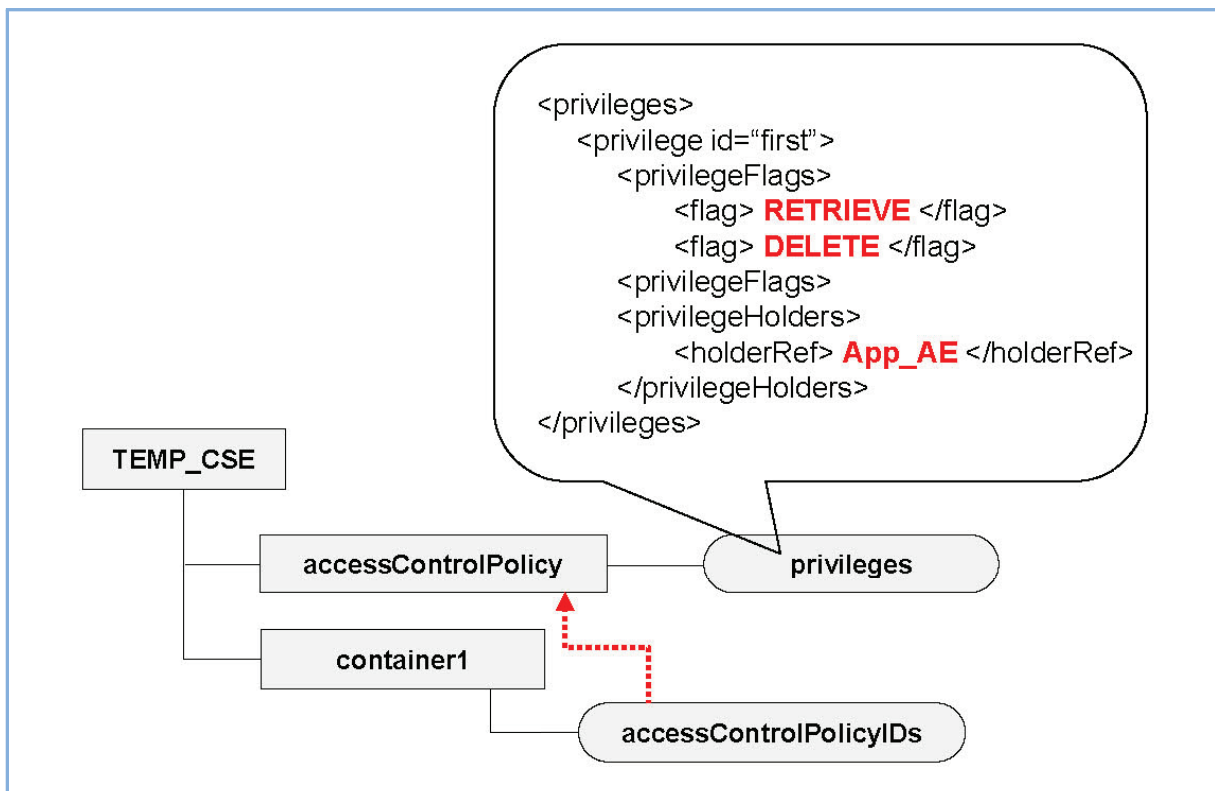 <privileges>
<privilege id=“first”>
<privilegeFlags>
<flag> RETRIEVE </flag>
<flag> DELETE </flag>
<privilegeFlags>
<privilegeHolders>
<holderRef> App_AE </holderRef>
</privilegeHolders>
</privileges>
TEMP_CSE
accessControlPolicy
privileges
container1
accessControlPolicyIDs